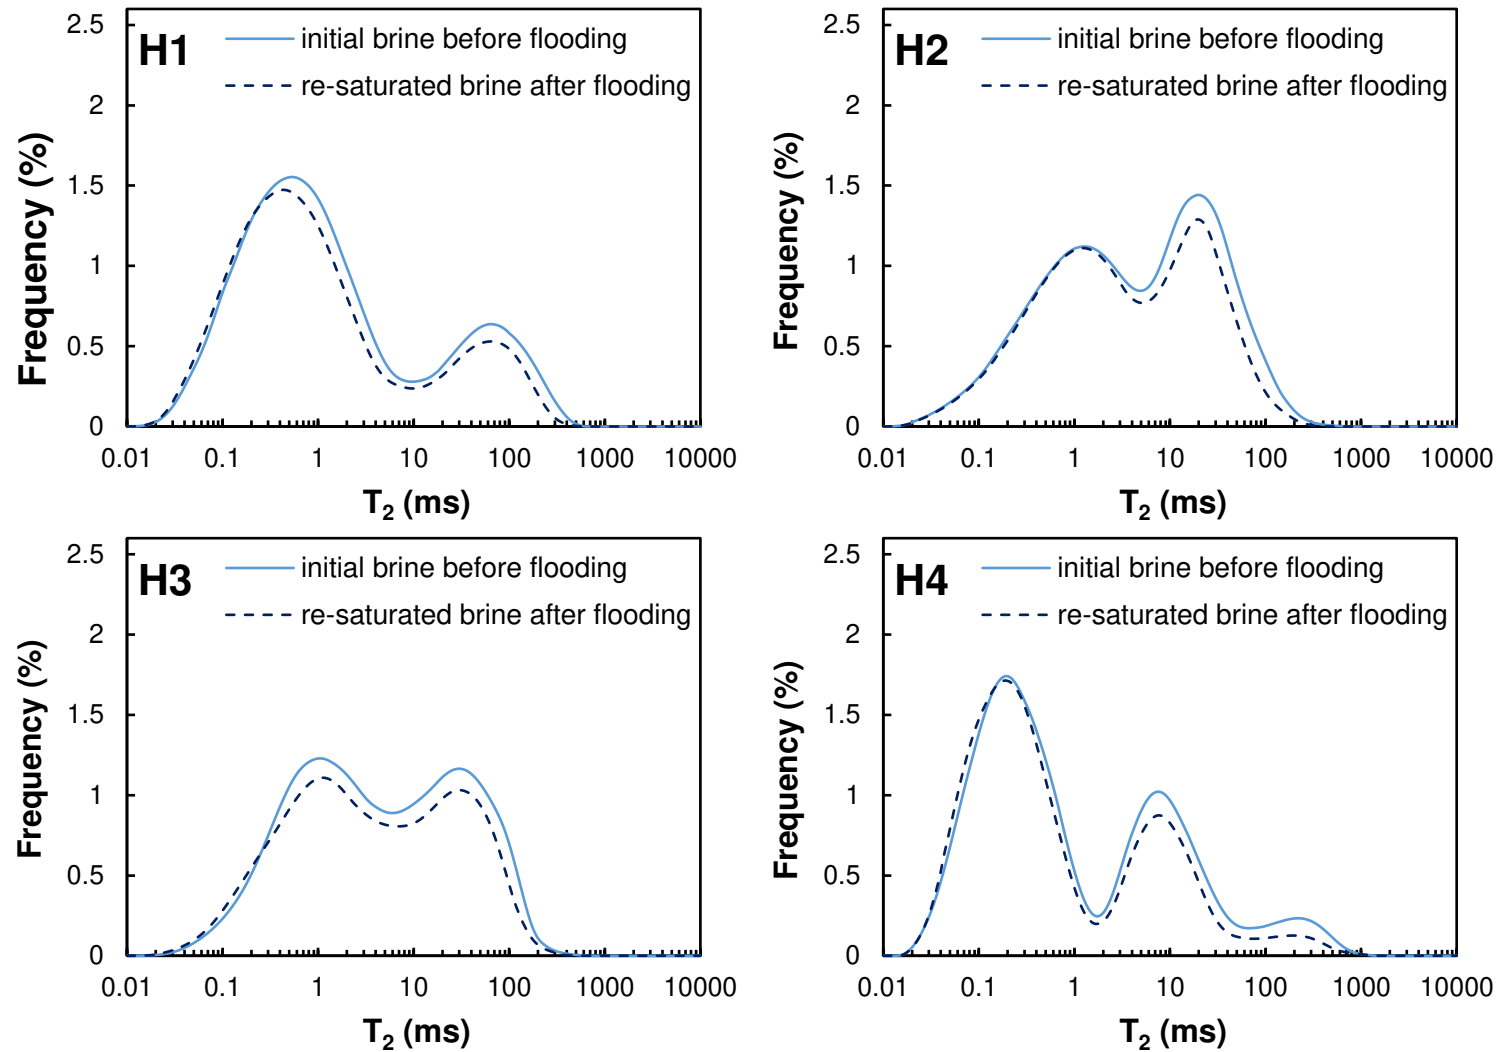 H1
initial brine before flooding
re-saturated brine after flooding
2.5
2
1.5
1
0.5
0
Frequency (%)
0.01 0.1 1 10 100 1000 10000
T2 (ms)
H2
initial brine before flooding
re-saturated brine after flooding
2.5
2
1.5
1
0.5
0
Frequency (%)
0.01 0.1 1 10 100 1000 10000
T2 (ms)
H3
initial brine before flooding
re-saturated brine after flooding
2.5
2
1.5
1
0.5
0
Frequency (%)
0.01 0.1 1 10 100 1000 10000
T2 (ms)
H4
initial brine before flooding
re-saturated brine after flooding
2.5
2
1.5
1
0.5
0
Frequency (%)
0.01 0.1 1 10 100 1000 10000
T2 (ms)